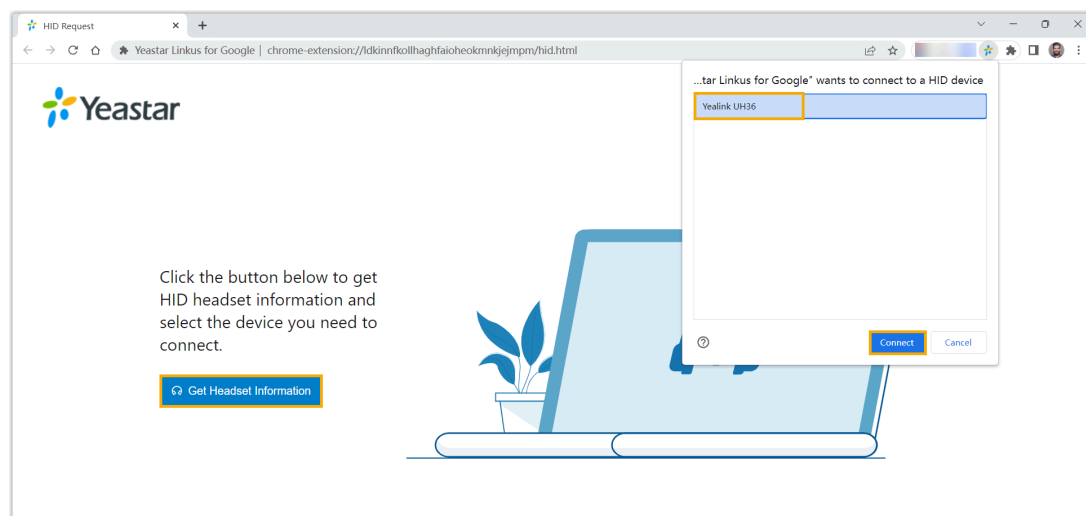 HID Request
Yeastar Linkus for Google | chrome-extension://ldkinnfkollhaghfaioheokmnkjejmpm/hid.html
...tar Linkus for Google" wants to connect to a HID device
Yealink UH36
Yeastar
Click the button below to get
HID headset information and
select the device you need to
connect.
Get Headset Information
Connect
Cancel